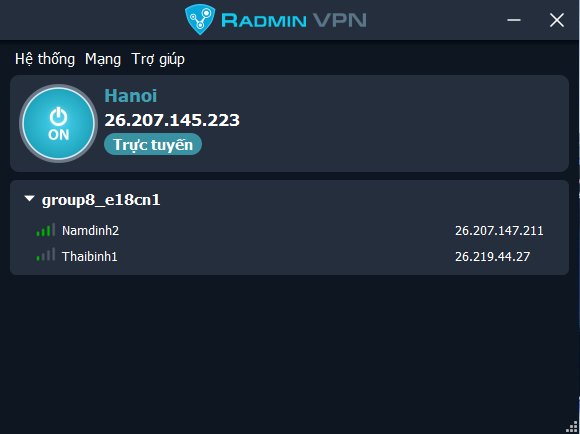 RADMIN VPN
Hệ thống Mạng Trợ giúp
ON
Hanoi
26.207.145.223
Trực tuyến
group8_e18cn1
Namdinh2 26.207.147.211
Thaibinh1 26.219.44.27